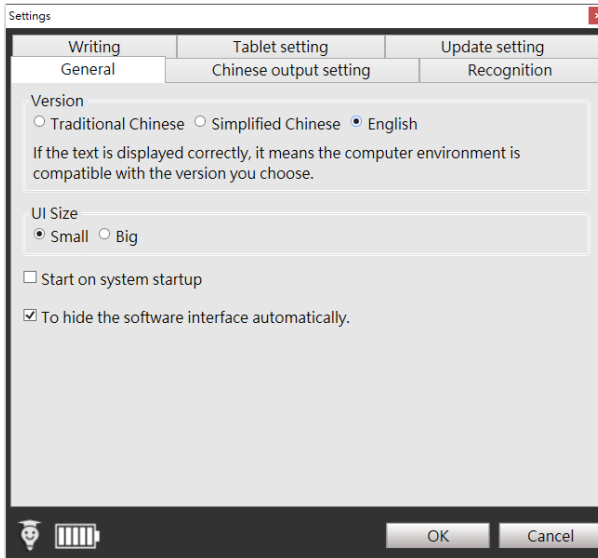 Settings
Writing Tablet setting Update setting
General Chinese output setting Recognition
Version
Traditional Chinese Simplified Chinese English
If the text is displayed correctly, it means the computer environment is
compatible with the version you choose.
UI Size
Small Big
Start on system startup
To hide the software interface automatically.
OK Cancel